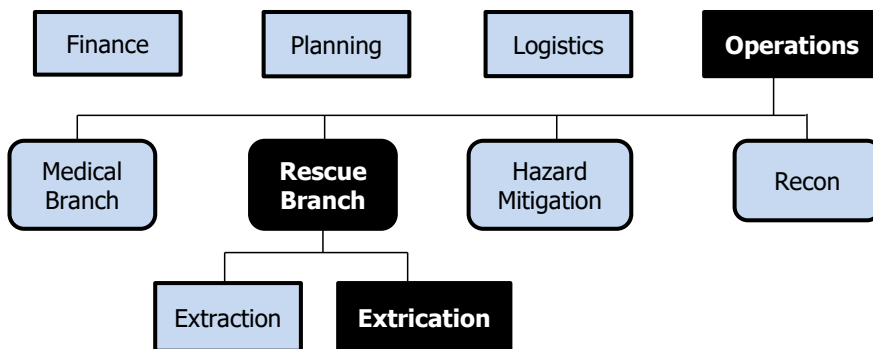 Finance
Planning
Logistics
Operations
Medical
Branch
Rescue
Branch
Hazard
Mitigation
Recon
Extraction
Extrication